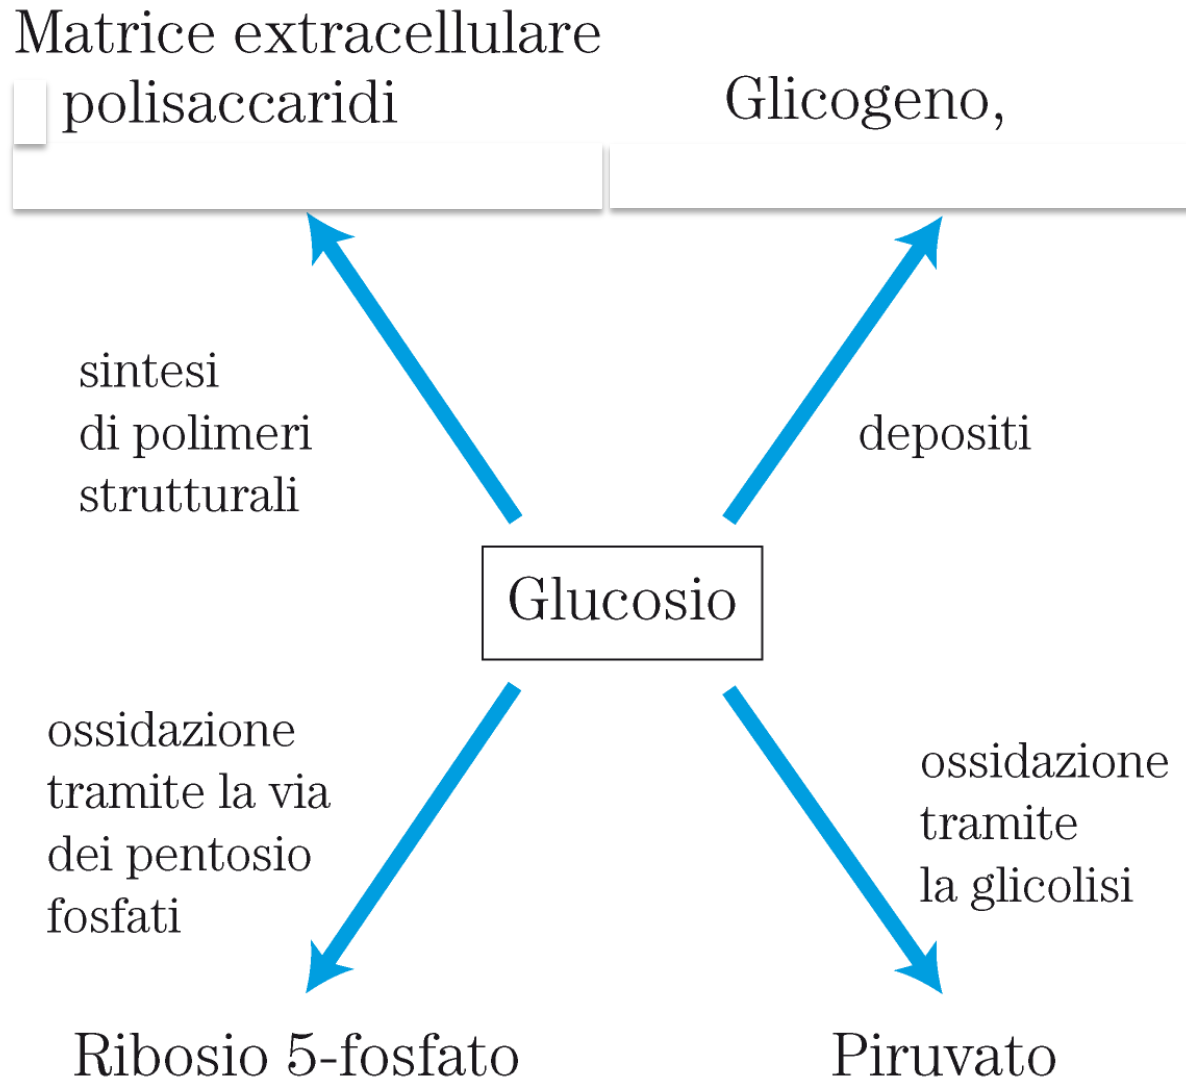 Matrice extracellulare
polisaccaridi
Glicogeno,
sintesi
di polimeri
strutturali
depositi
Glucosio
ossidazione
tramite la via
dei pentosio
fosfati
ossidazione
tramite
la glicolisi
Ribosio 5-fosfato
Piruvato